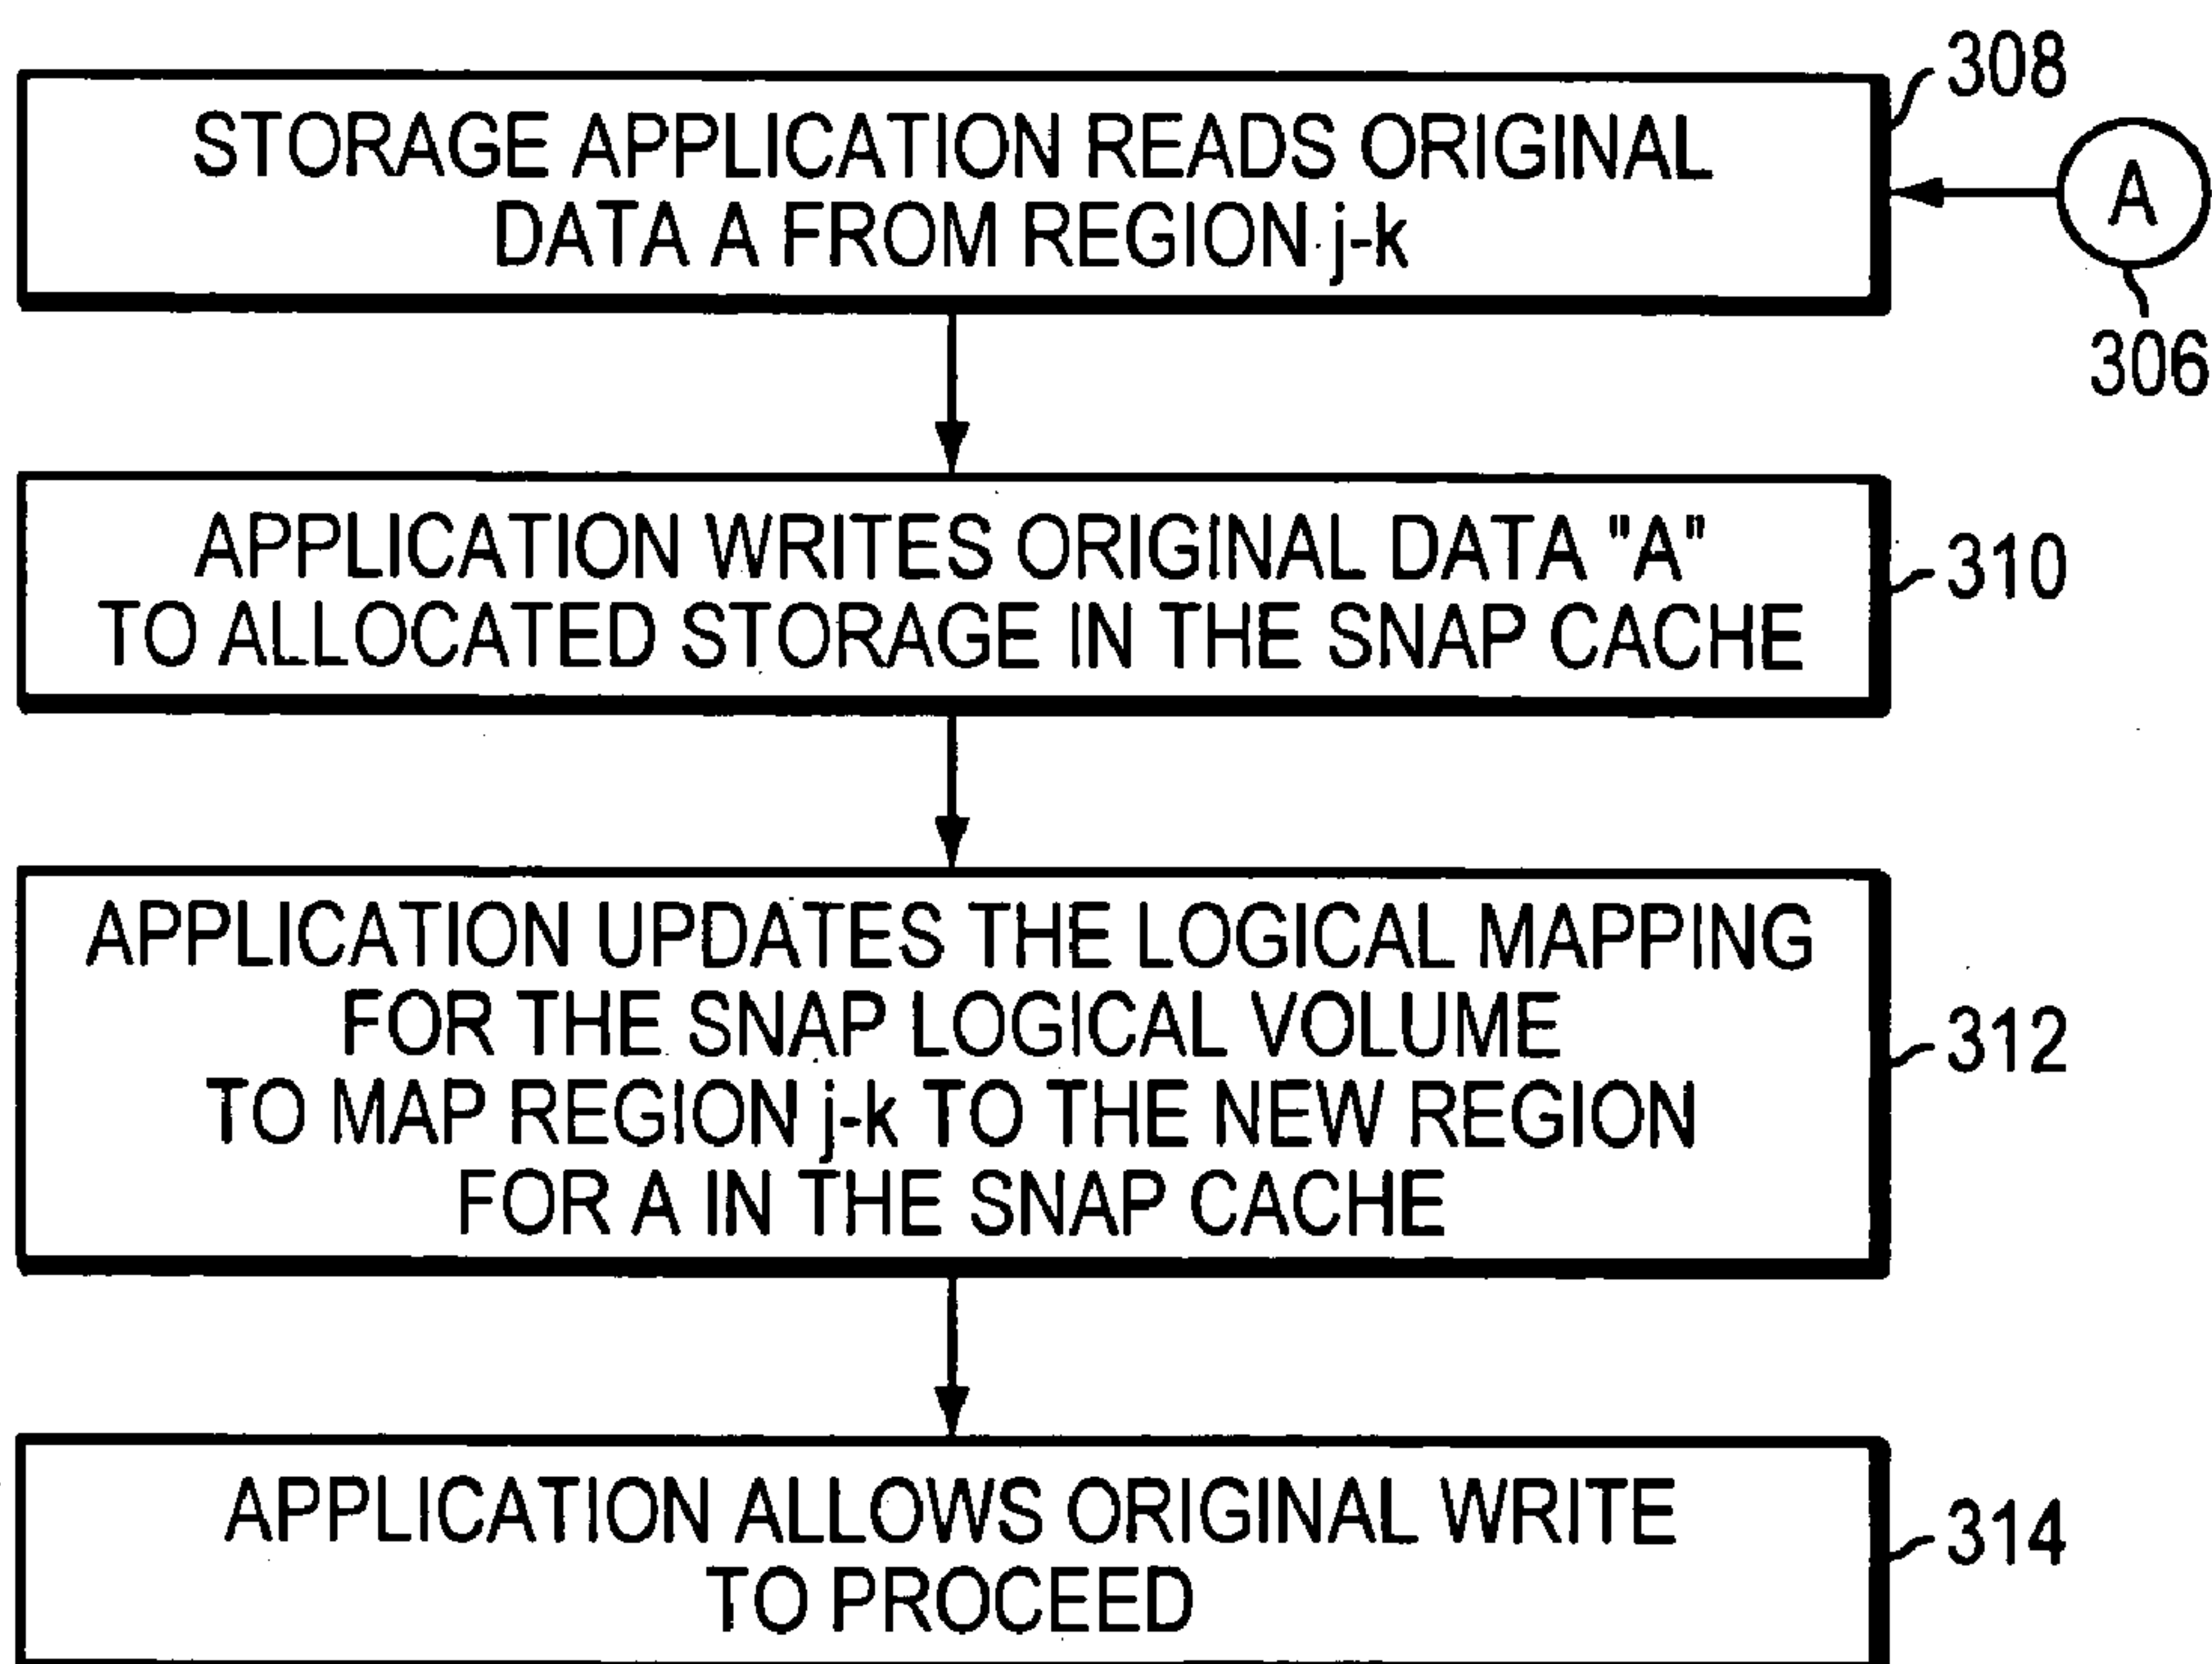 308
STORAGE APPLICATION READS ORIGINAL
DATA A FROM REGION j-k
A
306
APPLICATION WRITES ORIGINAL DATA "A"
TO ALLOCATED STORAGE IN THE SNAP CACHE
310
APPLICATION UPDATES THE LOGICAL MAPPING
FOR THE SNAP LOGICAL VOLUME
TO MAP REGION j-k TO THE NEW REGION
FOR A IN THE SNAP CACHE
312
APPLICATION ALLOWS ORIGINAL WRITE
TO PROCEED
314